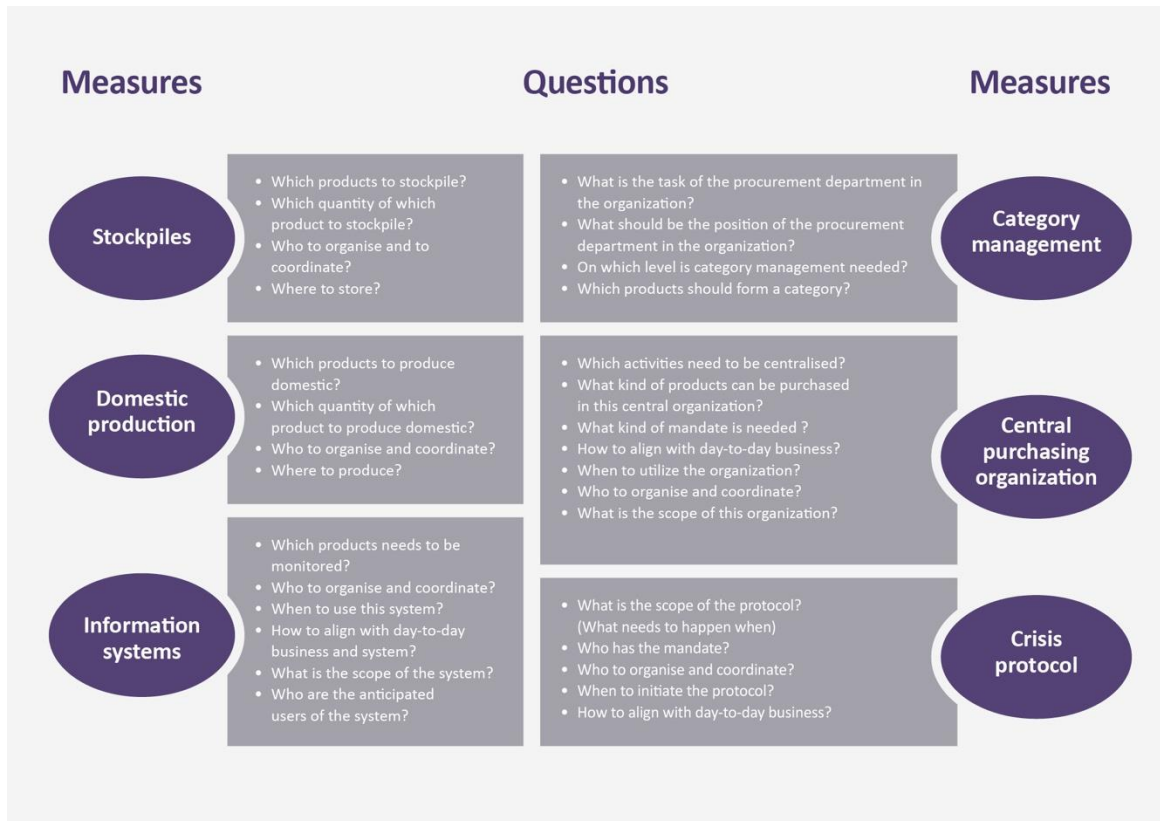 Measures
Questions
Measures
Stockpiles
• Which products to stockpile?
• Which quantity of which
product to stockpile?
• Who to organise and to
coordinate?
• Where to store?
• What is the task of the procurement department in
the organization?
• What should be the position of the procurement
department in the organization?
• On which level is category management needed?
• Which products should form a category?
Category
management
Domestic
production
• Which products to produce
domestic?
• Which quantity of which
product to produce domestic?
• Who to organise and coordinate?
• Where to produce?
• Which activities need to be centralised?
• What kind of products can be purchased
in this central organization?
• What kind of mandate is needed ?
• How to align with day-to-day business?
• When to utilize the organization?
• Who to organise and coordinate?
• What is the scope of this organization?
Central
purchasing
organization
Information
systems
• Which products needs to be
monitored?
• Who to organise and coordinate?
• When to use this system?
• How to align with day-to-day
business and system?
• What is the scope of the system?
• Who are the anticipated
users of the system?
• What is the scope of the protocol?
(What needs to happen when)
• Who has the mandate?
• Who to organise and coordinate?
• When to initiate the protocol?
• How to align with day-to-day business?
Crisis
protocol